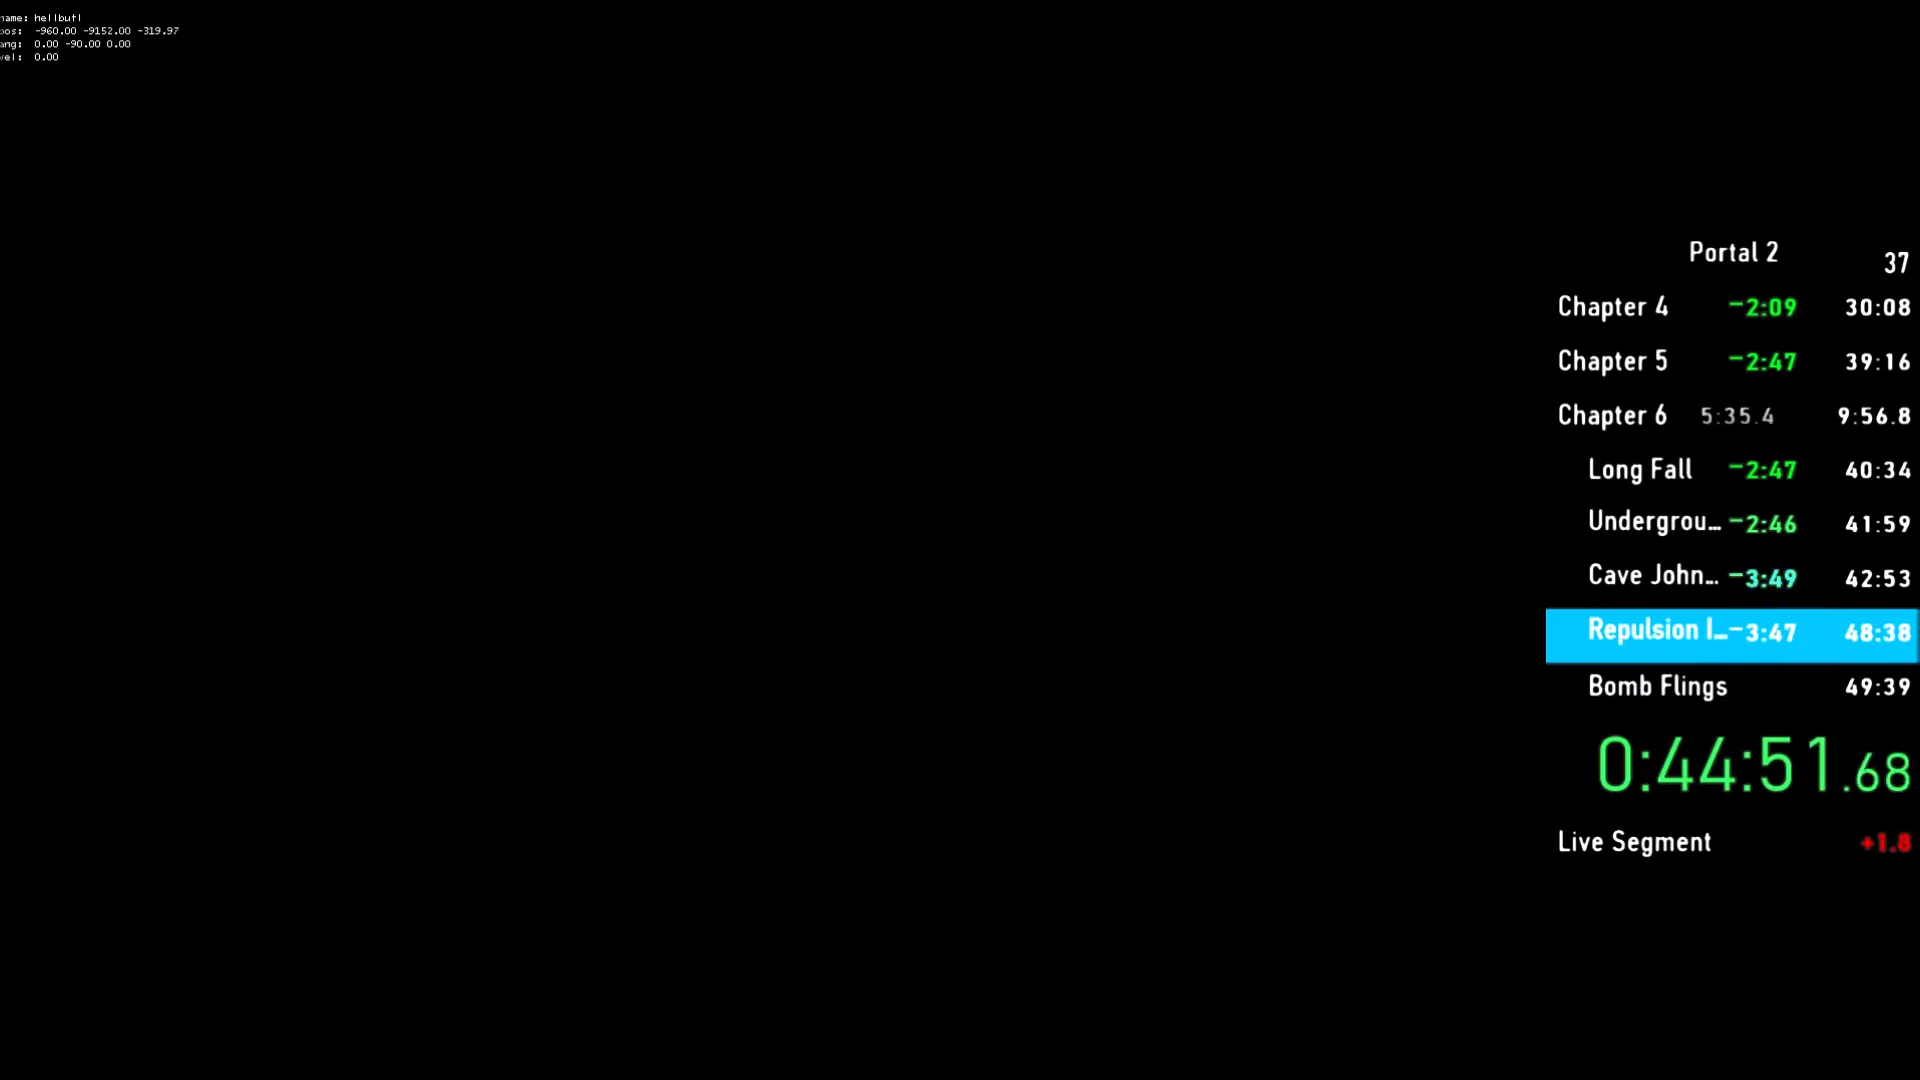 name: hellbutl
pos: -960.00 -9152.00 -319.97
ang: 0.00 -90.00 0.00
vel: 0.00
Portal 2
37
Chapter 4 -2:09 30:08
Chapter 5 -2:47 39:16
Chapter 6 5:35.4 9:56.8
Long Fall -2:47 40:34
Undergrou... -2:46 41:59
Cave John... -3:49 42:53
Repulsion I... -3:47 48:38
Bomb Flings 49:39
0:44:51.68
Live Segment +1.8